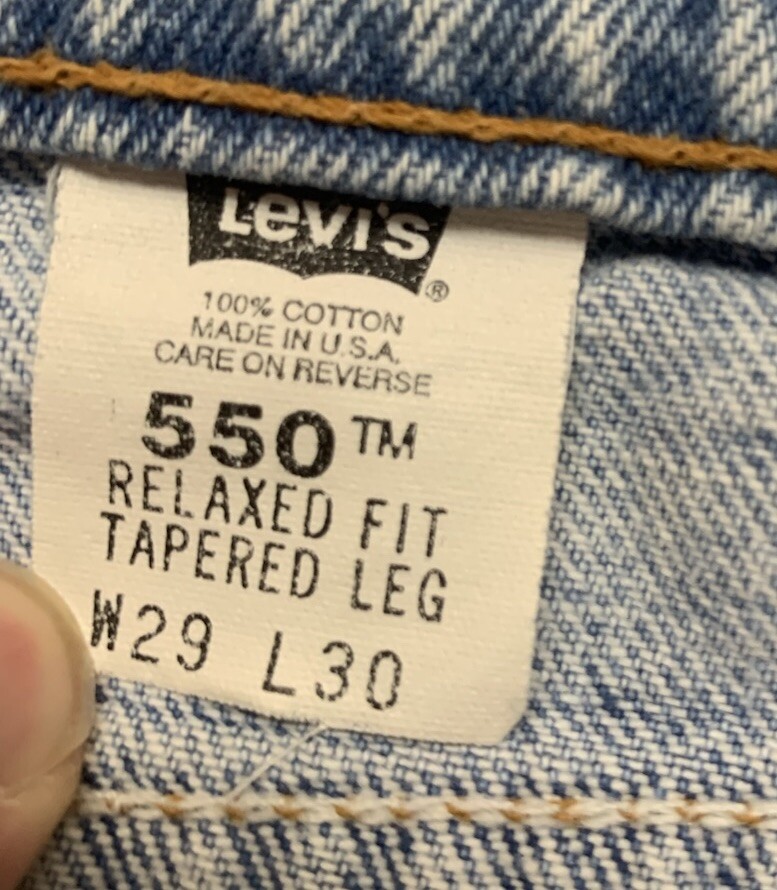 Levi's
®
100% COTTON
MADE IN U.S.A.
CARE ON REVERSE
550™
RELAXED FIT
TAPERED LEG
W29 L30